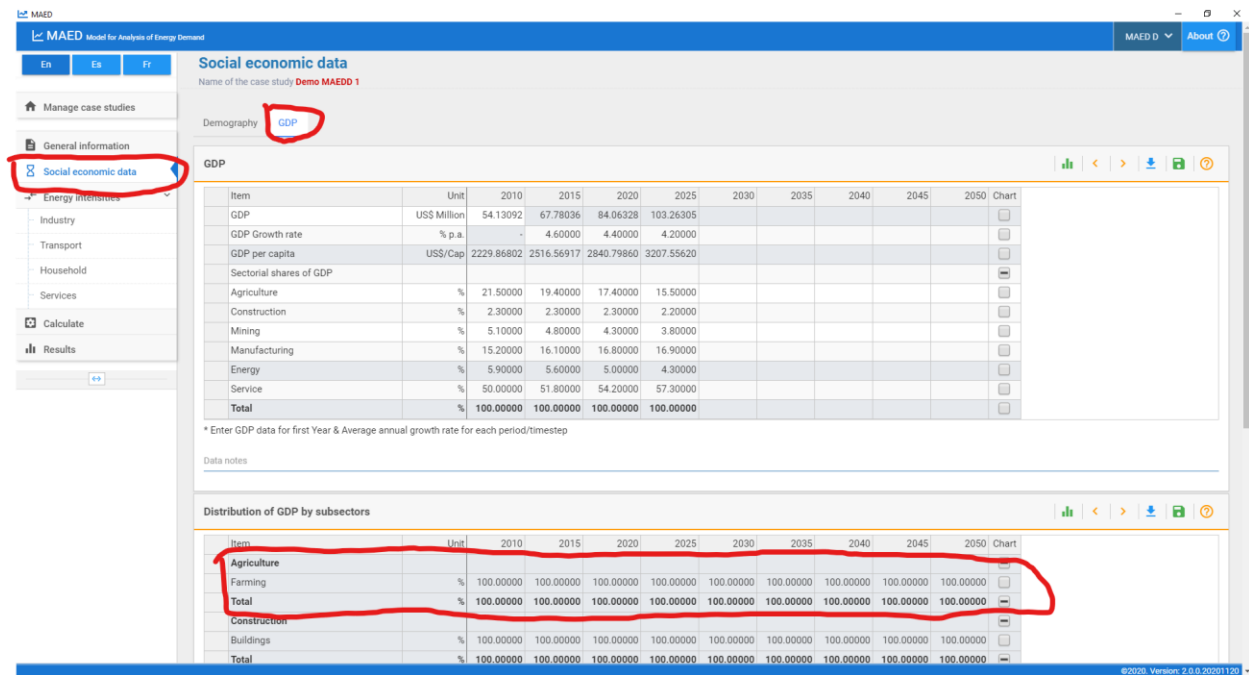 MAED
MAED Model for Analysis of Energy Demand
MAED D
About
En Es Fr
Social economic data
Name of the case study Demo MAEDD 1
Manage case studies
General information
Social economic data
Energy intensities
Industry
Transport
Household
Services
Calculate
Results
Demography GDP
GDP
Item Unit 2010 2015 2020 2025 2030 2035 2040 2045 2050 Chart
GDP US$ Million 54.13092 67.78036 84.06328 103.26305
GDP Growth rate % p.a. - 4.60000 4.40000 4.20000
GDP per capita US$/Cap 2229.86802 2516.56917 2840.79860 3207.55620
Sectorial shares of GDP
Agriculture % 21.50000 19.40000 17.40000 15.50000
Construction % 2.30000 2.30000 2.30000 2.20000
Mining % 5.10000 4.80000 4.30000 3.80000
Manufacturing % 15.20000 16.10000 16.80000 16.90000
Energy % 5.90000 5.60000 5.00000 4.30000
Service % 50.00000 51.80000 54.20000 57.30000
Total % 100.00000 100.00000 100.00000 100.00000
* Enter GDP data for first Year & Average annual growth rate for each period/timestep
Data notes
Distribution of GDP by subsectors
Item Unit 2010 2015 2020 2025 2030 2035 2040 2045 2050 Chart
Agriculture
Farming % 100.00000 100.00000 100.00000 100.00000 100.00000 100.00000 100.00000 100.00000 100.00000
Total % 100.00000 100.00000 100.00000 100.00000 100.00000 100.00000 100.00000 100.00000 100.00000
Construction
Buildings % 100.00000 100.00000 100.00000 100.00000 100.00000 100.00000 100.00000 100.00000 100.00000
Total % 100.00000 100.00000 100.00000 100.00000 100.00000 100.00000 100.00000 100.00000 100.00000
©2020. Version: 2.0.0.20201120